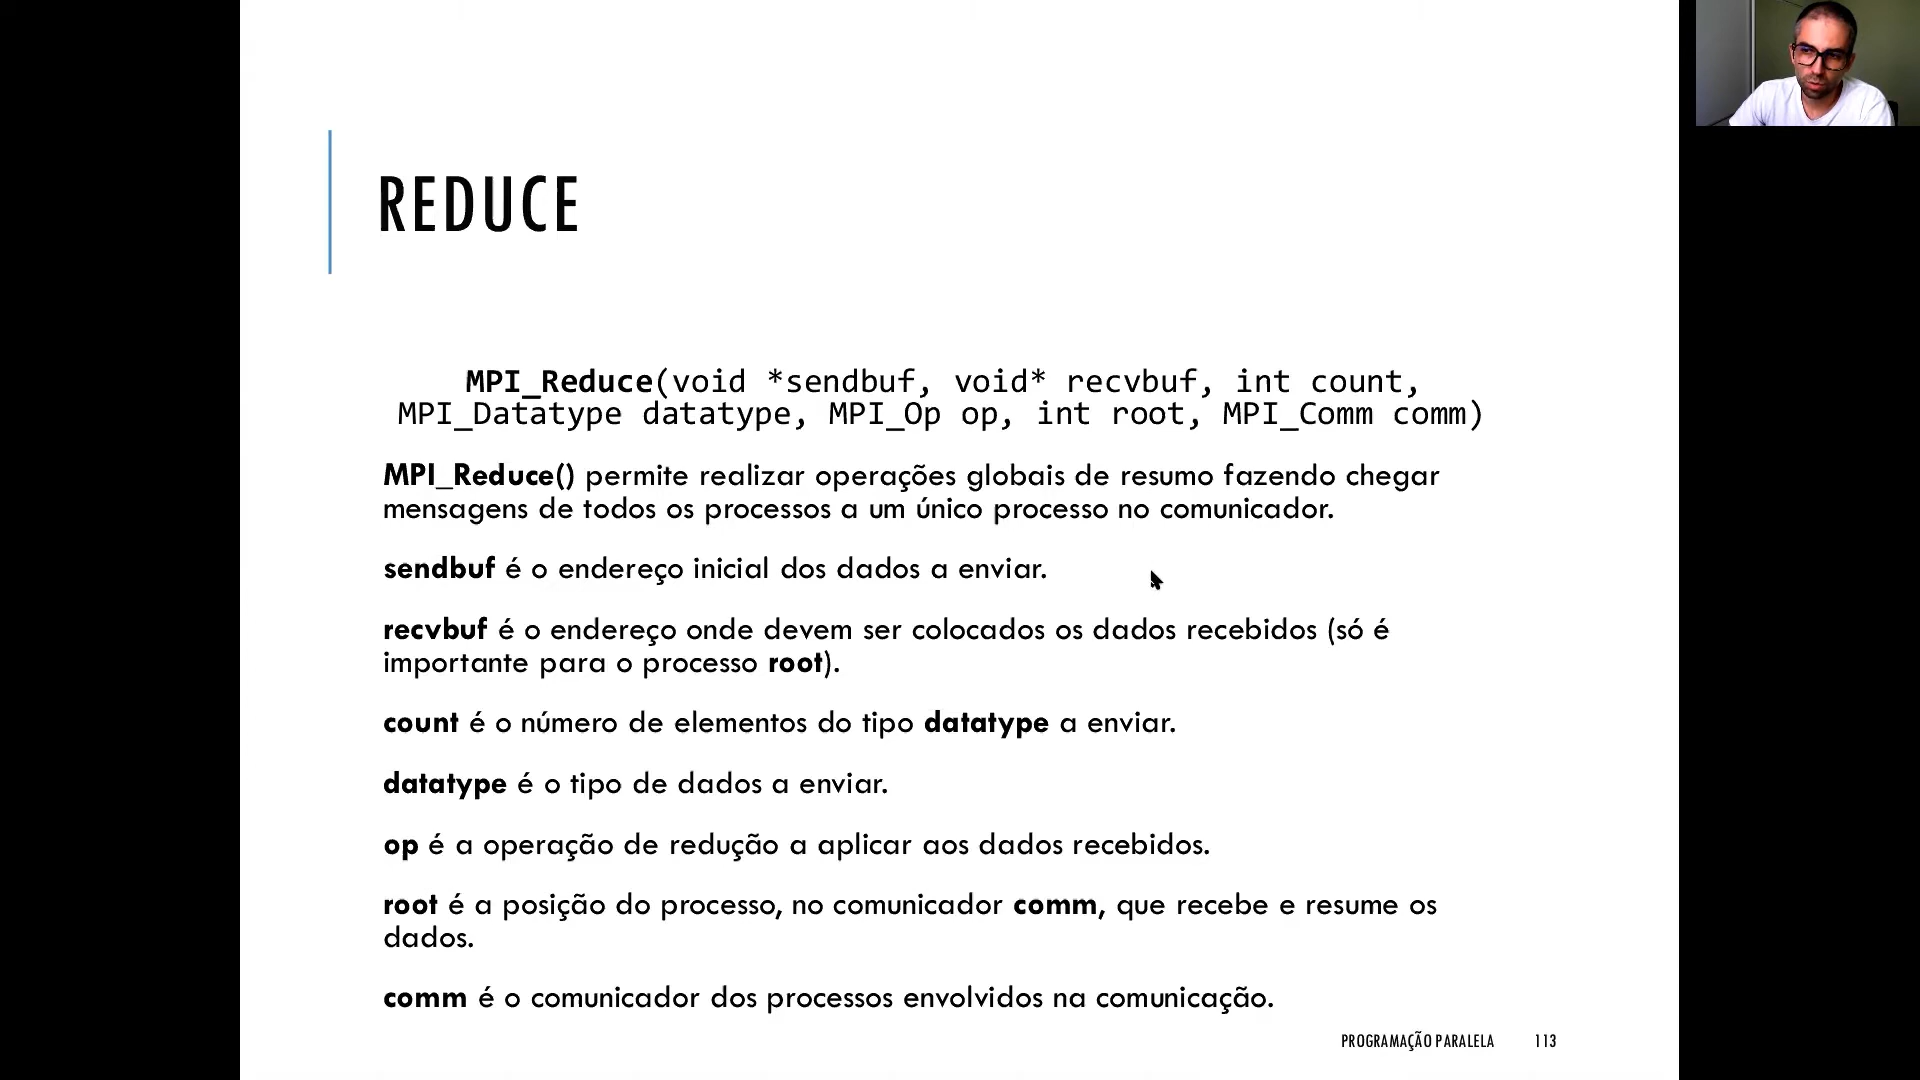 REDUCE
MPI_Reduce(void *sendbuf, void* recvbuf, int count,
MPI_Datatype datatype, MPI_Op op, int root, MPI_Comm comm)
MPI_Reduce() permite realizar operações globais de resumo fazendo chegar
mensagens de todos os processos a um único processo no comunicador.
sendbuf é o endereço inicial dos dados a enviar.
recvbuf é o endereço onde devem ser colocados os dados recebidos (só é
importante para o processo root).
count é o número de elementos do tipo datatype a enviar.
datatype é o tipo de dados a enviar.
op é a operação de redução a aplicar aos dados recebidos.
root é a posição do processo, no comunicador comm, que recebe e resume os
dados.
comm é o comunicador dos processos envolvidos na comunicação.
PROGRAMAÇÃO PARALELA 113